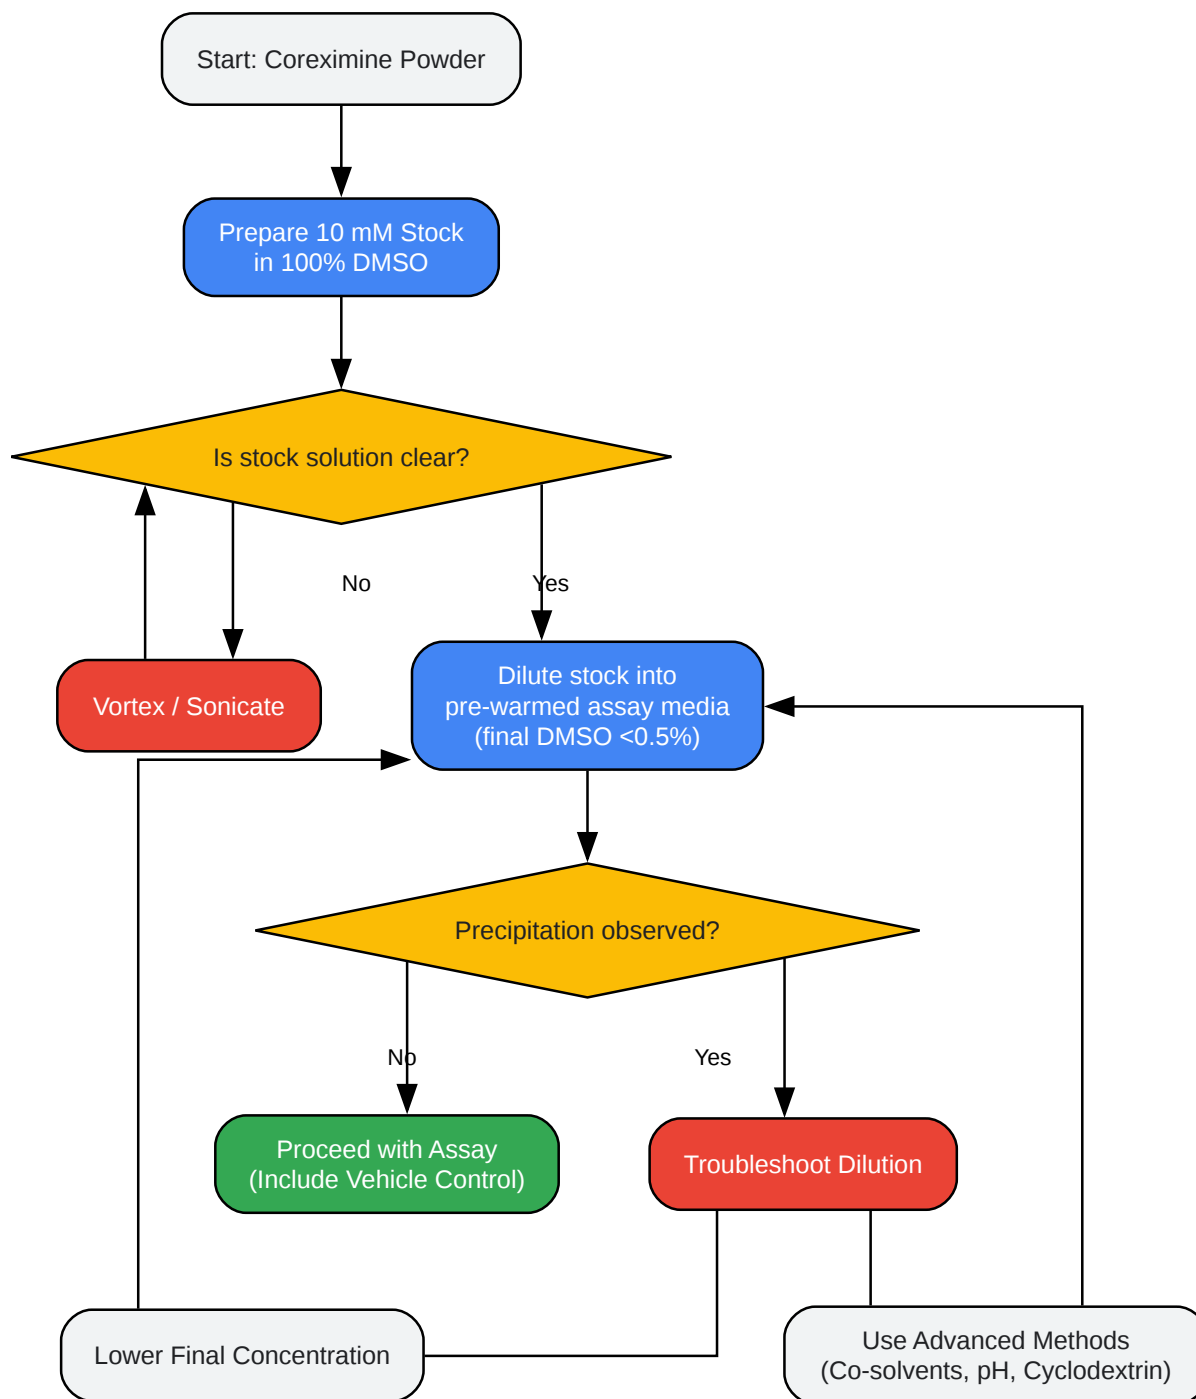 Start: Coreximine Powder
Prepare 10 mM Stock
in 100% DMSO
Is stock solution clear?
No
Yes
Vortex / Sonicate
Dilute stock into
pre-warmed assay media
(final DMSO <0.5%)
Precipitation observed?
No
Yes
Proceed with Assay
(Include Vehicle Control)
Troubleshoot Dilution
Lower Final Concentration
Use Advanced Methods
(Co-solvents, pH, Cyclodextrin)